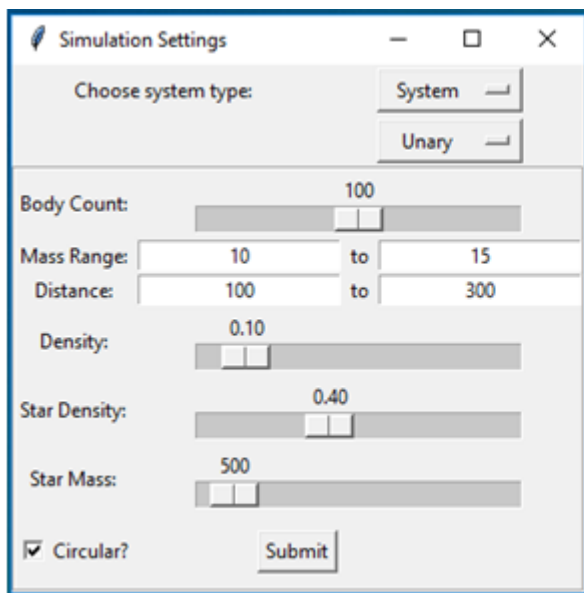 Simulation Settings
Choose system type: System
Unary
100
Body Count:
Mass Range: 10 to 15
Distance: 100 to 300
0.10
Density:
0.40
Star Density:
500
Star Mass:
Circular? Submit